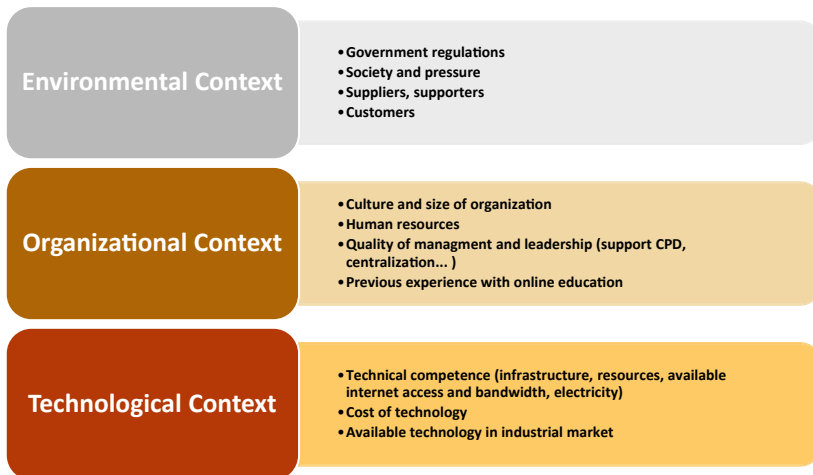 Environmental Context
• Government regulations
• Society and pressure
• Suppliers, supporters
• Customers
Organizational Context
• Culture and size of organization
• Human resources
• Quality of managment and leadership (support CPD,
centralization... )
• Previous experience with online education
Technological Context
• Technical competence (infrastructure, resources, available
internet access and bandwidth, electricity)
• Cost of technology
• Available technology in industrial market